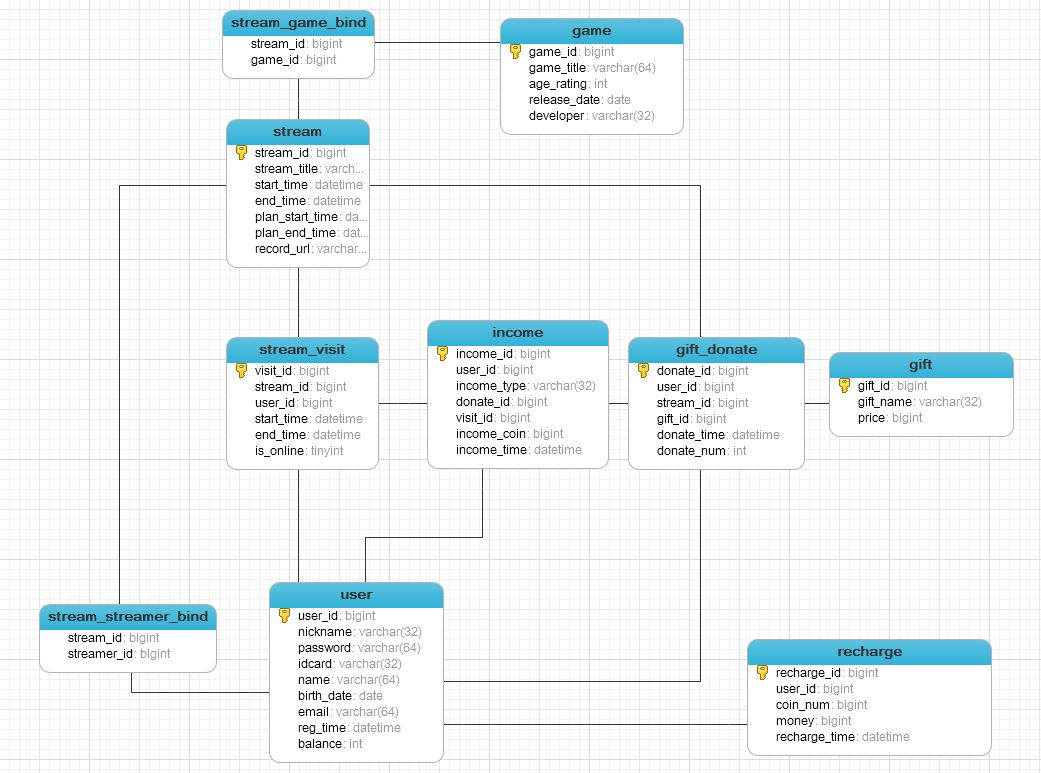 stream_game_bind
stream_id: bigint
game_id: bigint
game
game_id: bigint
game_title: varchar(64)
age_rating: int
release_date: date
developer: varchar(32)
stream
stream_id: bigint
stream_title: varch...
start_time: datetime
end_time: datetime
plan_start_time: da...
plan_end_time: dat...
record_url: varchar...
stream_visit
visit_id: bigint
stream_id: bigint
user_id: bigint
start_time: datetime
end_time: datetime
is_online: tinyint
income
income_id: bigint
user_id: bigint
income_type: varchar(32)
donate_id: bigint
visit_id: bigint
income_coin: bigint
income_time: datetime
gift_donate
donate_id: bigint
user_id: bigint
stream_id: bigint
gift_id: bigint
donate_time: datetime
donate_num: int
gift
gift_id: bigint
gift_name: varchar(32)
price: bigint
stream_streamer_bind
stream_id: bigint
streamer_id: bigint
user
user_id: bigint
nickname: varchar(32)
password: varchar(64)
idcard: varchar(32)
name: varchar(64)
birth_date: date
email: varchar(64)
reg_time: datetime
balance: int
recharge
recharge_id: bigint
user_id: bigint
coin_num: bigint
money: bigint
recharge_time: datetime